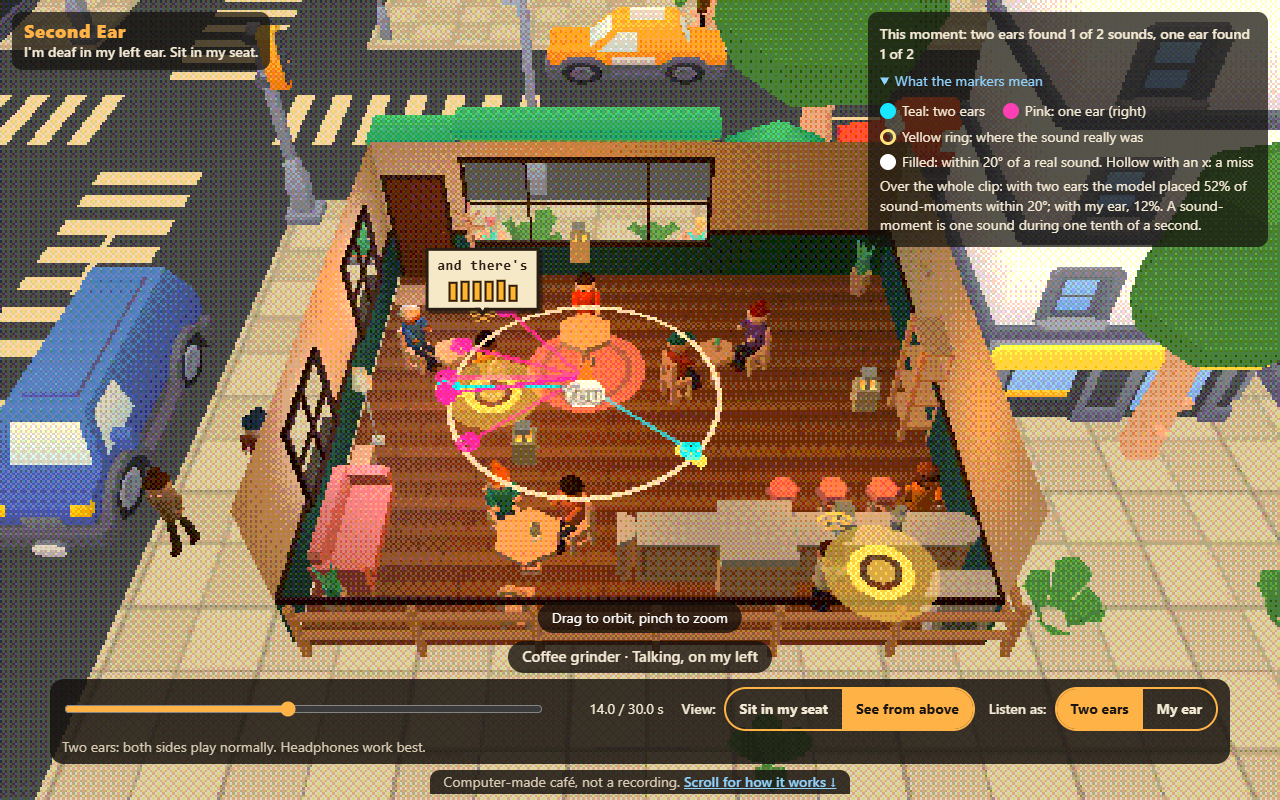 Second Ear
I'm deaf in my left ear. Sit in my seat.
This moment: two ears found 1 of 2 sounds, one ear found
1 of 2
▼ What the markers mean
Teal: two ears
Pink: one ear (right)
Yellow ring: where the sound really was
Filled: within 20° of a real sound. Hollow with an x: a miss
Over the whole clip: with two ears the model placed 52% of
sound-moments within 20°; with my ear, 12%. A sound-
moment is one sound during one tenth of a second.
and there's
Drag to orbit, pinch to zoom
Coffee grinder · Talking, on my left
14.0 / 30.0 s
View:
Sit in my seat
See from above
Listen as:
Two ears
My ear
Two ears: both sides play normally. Headphones work best.
Computer-made café, not a recording. Scroll for how it works ↓